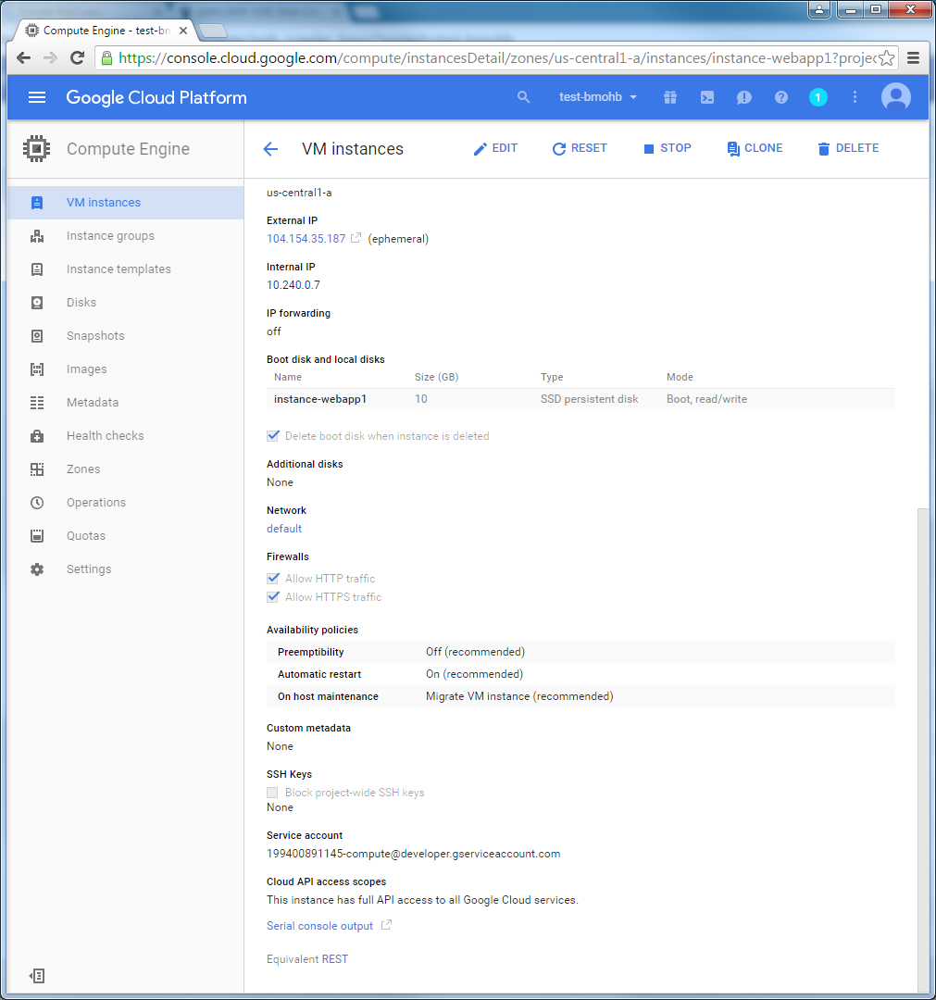 Compute Engine - test-bm
https://console.cloud.google.com/compute/instancesDetail/zones/us-central1-a/instances/instance-webapp1?projec
Google Cloud Platform
test-bmohb
1
Compute Engine
VM instances
EDIT
RESET
STOP
CLONE
DELETE
VM instances
Instance groups
Instance templates
Disks
Snapshots
Images
Metadata
Health checks
Zones
Operations
Quotas
Settings
us-central1-a
External IP
104.154.35.187 (ephemeral)
Internal IP
10.240.0.7
IP forwarding
off
Boot disk and local disks
Name Size (GB) Type Mode
instance-webapp1 10 SSD persistent disk Boot, read/write
Delete boot disk when instance is deleted
Additional disks
None
Network
default
Firewalls
Allow HTTP traffic
Allow HTTPS traffic
Availability policies
Preemptibility Off (recommended)
Automatic restart On (recommended)
On host maintenance Migrate VM instance (recommended)
Custom metadata
None
SSH Keys
Block project-wide SSH keys
None
Service account
199400891145-compute@developer.gserviceaccount.com
Cloud API access scopes
This instance has full API access to all Google Cloud services.
Serial console output
Equivalent REST